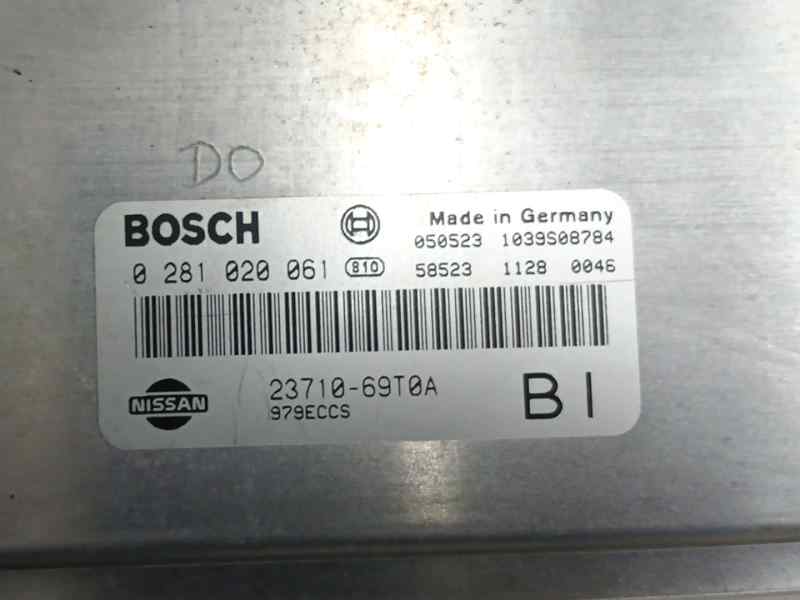 DO
BOSCH Made in Germany
050523 1039S08784
0 281 020 061 810 58523 1128 0046
NISSAN 23710-69T0A BI
979ECCS